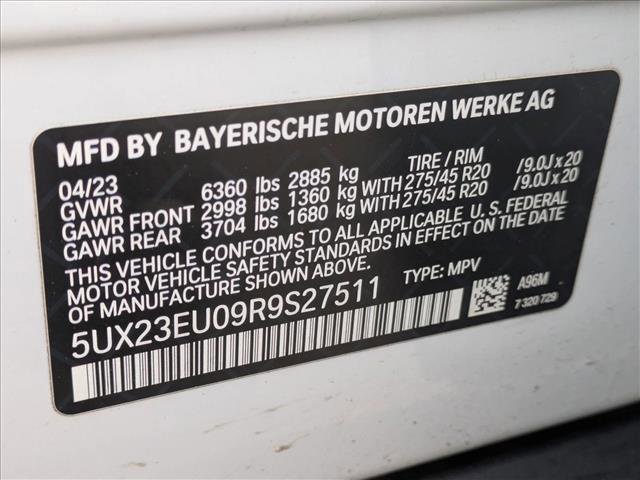 MFD BY BAYERISCHE MOTOREN WERKE AG
04/23 TIRE / RIM
GVWR 6360 lbs 2885 kg
GAWR FRONT 2998 lbs 1360 kg WITH 275/45 R20 /9.0J x 20
GAWR REAR 3704 lbs 1680 kg WITH 275/45 R20 /9.0J x 20
THIS VEHICLE CONFORMS TO ALL APPLICABLE U. S. FEDERAL
MOTOR VEHICLE SAFETY STANDARDS IN EFFECT ON THE DATE
OF MANUFACTURE SHOWN ABOVE.
TYPE: MPV
5UX23EU09R9S27511
A96M
7 320 729